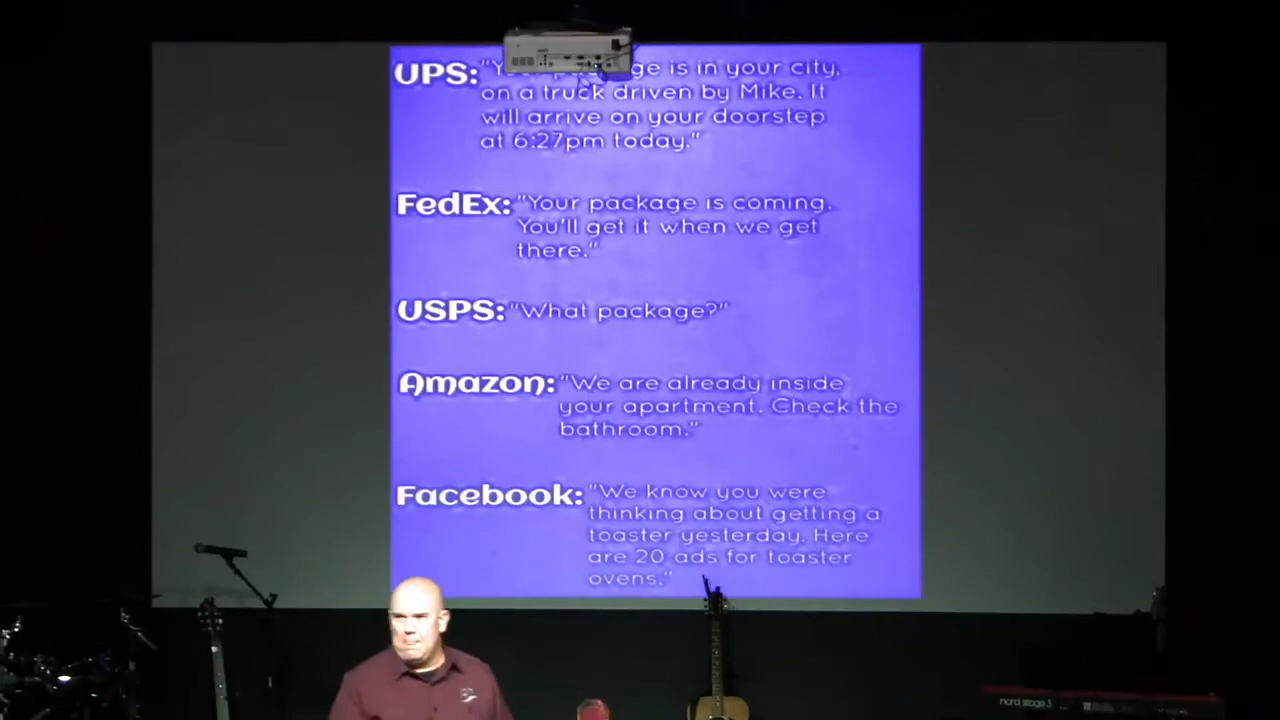 UPS: "Your package is in your city,
on a truck driven by Mike. It
will arrive on your doorstep
at 6:27pm today."
FedEx: "Your package is coming.
You'll get it when we get
there."
USPS: "What package?"
Amazon: "We are already inside
your apartment. Check the
bathroom."
Facebook: "We know you were
thinking about getting a
toaster yesterday. Here
are 20 ads for toaster
ovens."
nord stage 3